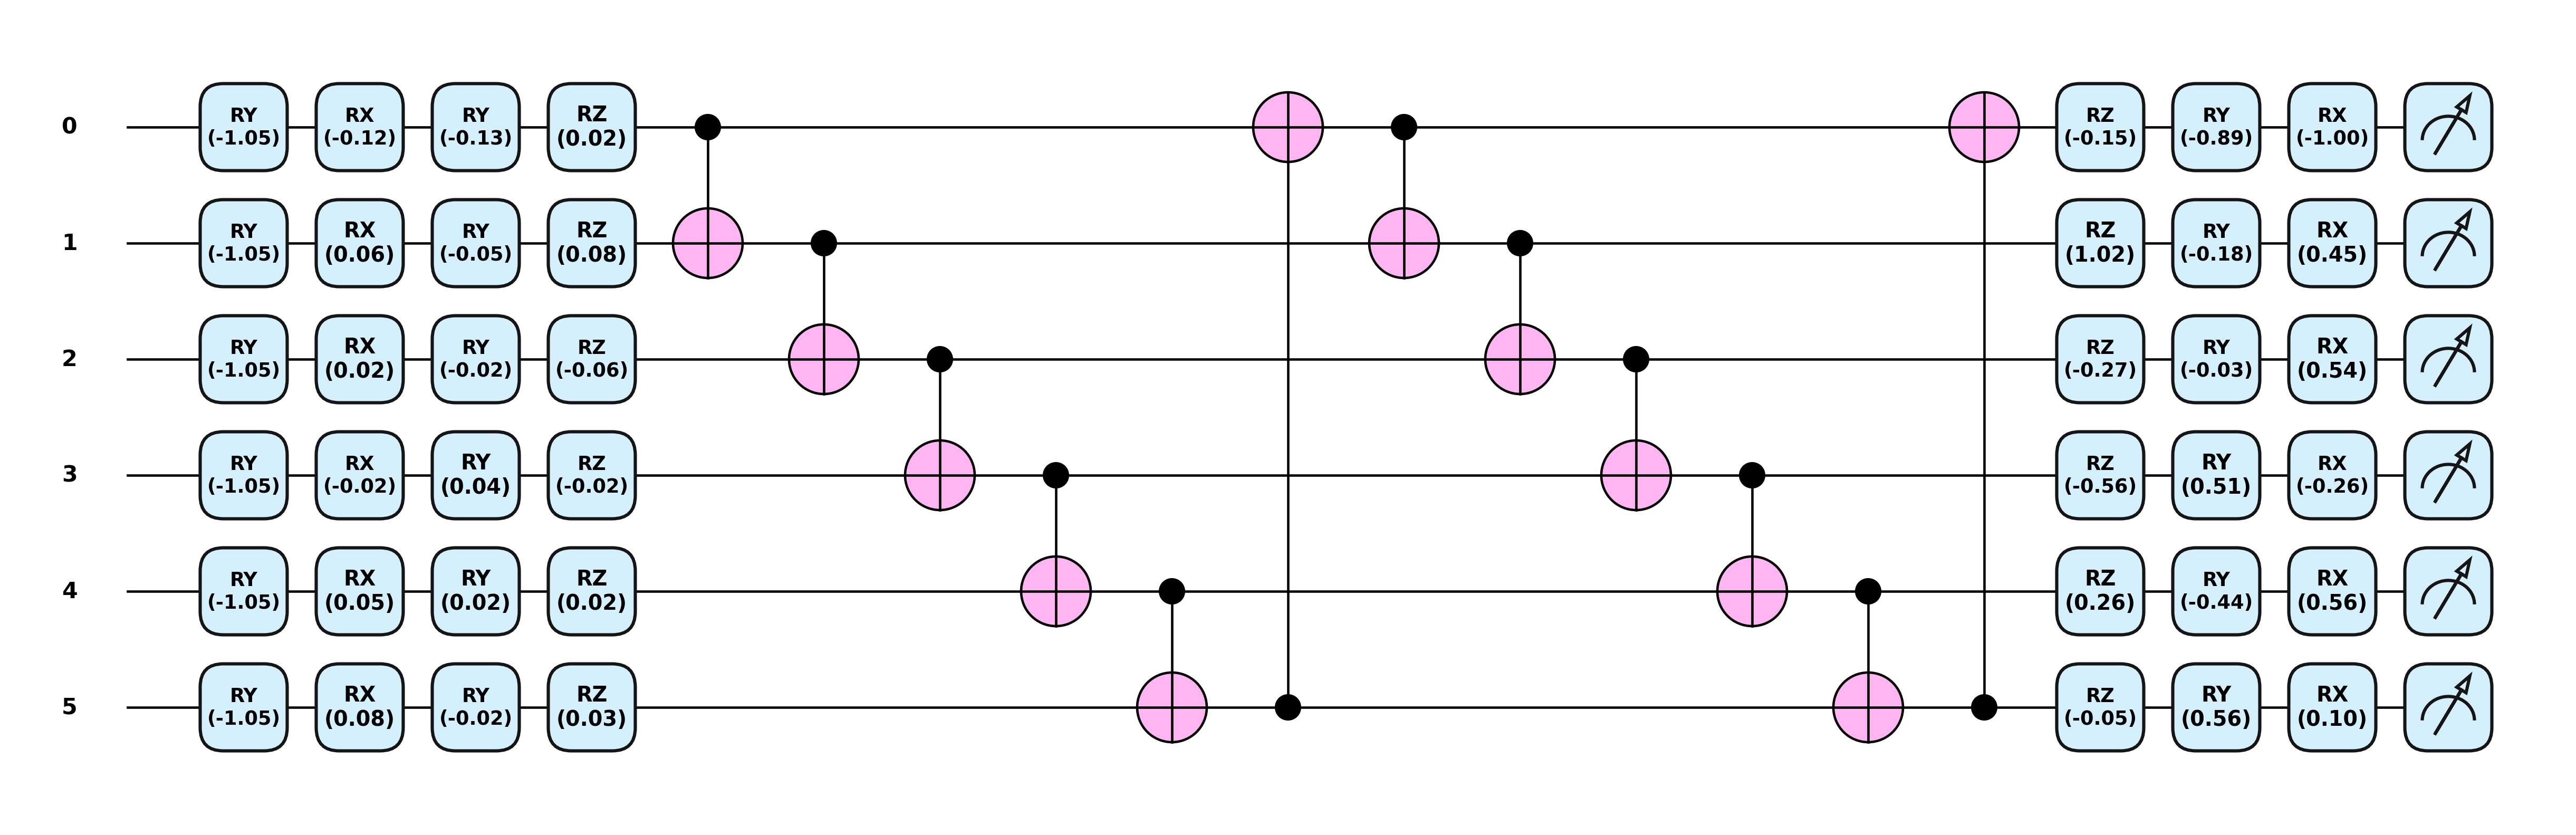 0 RY RX RY RZ RZ RY RX
(-1.05) (-0.12) (-0.13) (0.02) (-0.15) (-0.89) (-1.00)
1 RY RX RY RZ RZ RY RX
(-1.05) (0.06) (-0.05) (0.08) (1.02) (-0.18) (0.45)
2 RY RX RY RZ RZ RY RX
(-1.05) (0.02) (-0.02) (-0.06) (-0.27) (-0.03) (0.54)
3 RY RX RY RZ RZ RY RX
(-1.05) (-0.02) (0.04) (-0.02) (-0.56) (0.51) (-0.26)
4 RY RX RY RZ RZ RY RX
(-1.05) (0.05) (0.02) (0.02) (0.26) (-0.44) (0.56)
5 RY RX RY RZ RZ RY RX
(-1.05) (0.08) (-0.02) (0.03) (-0.05) (0.56) (0.10)